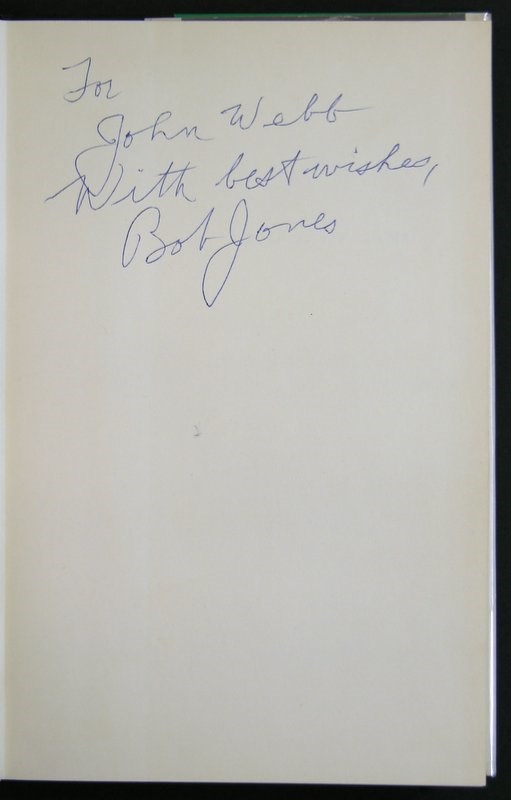 For
John Webb
With best wishes,
Bob Jones